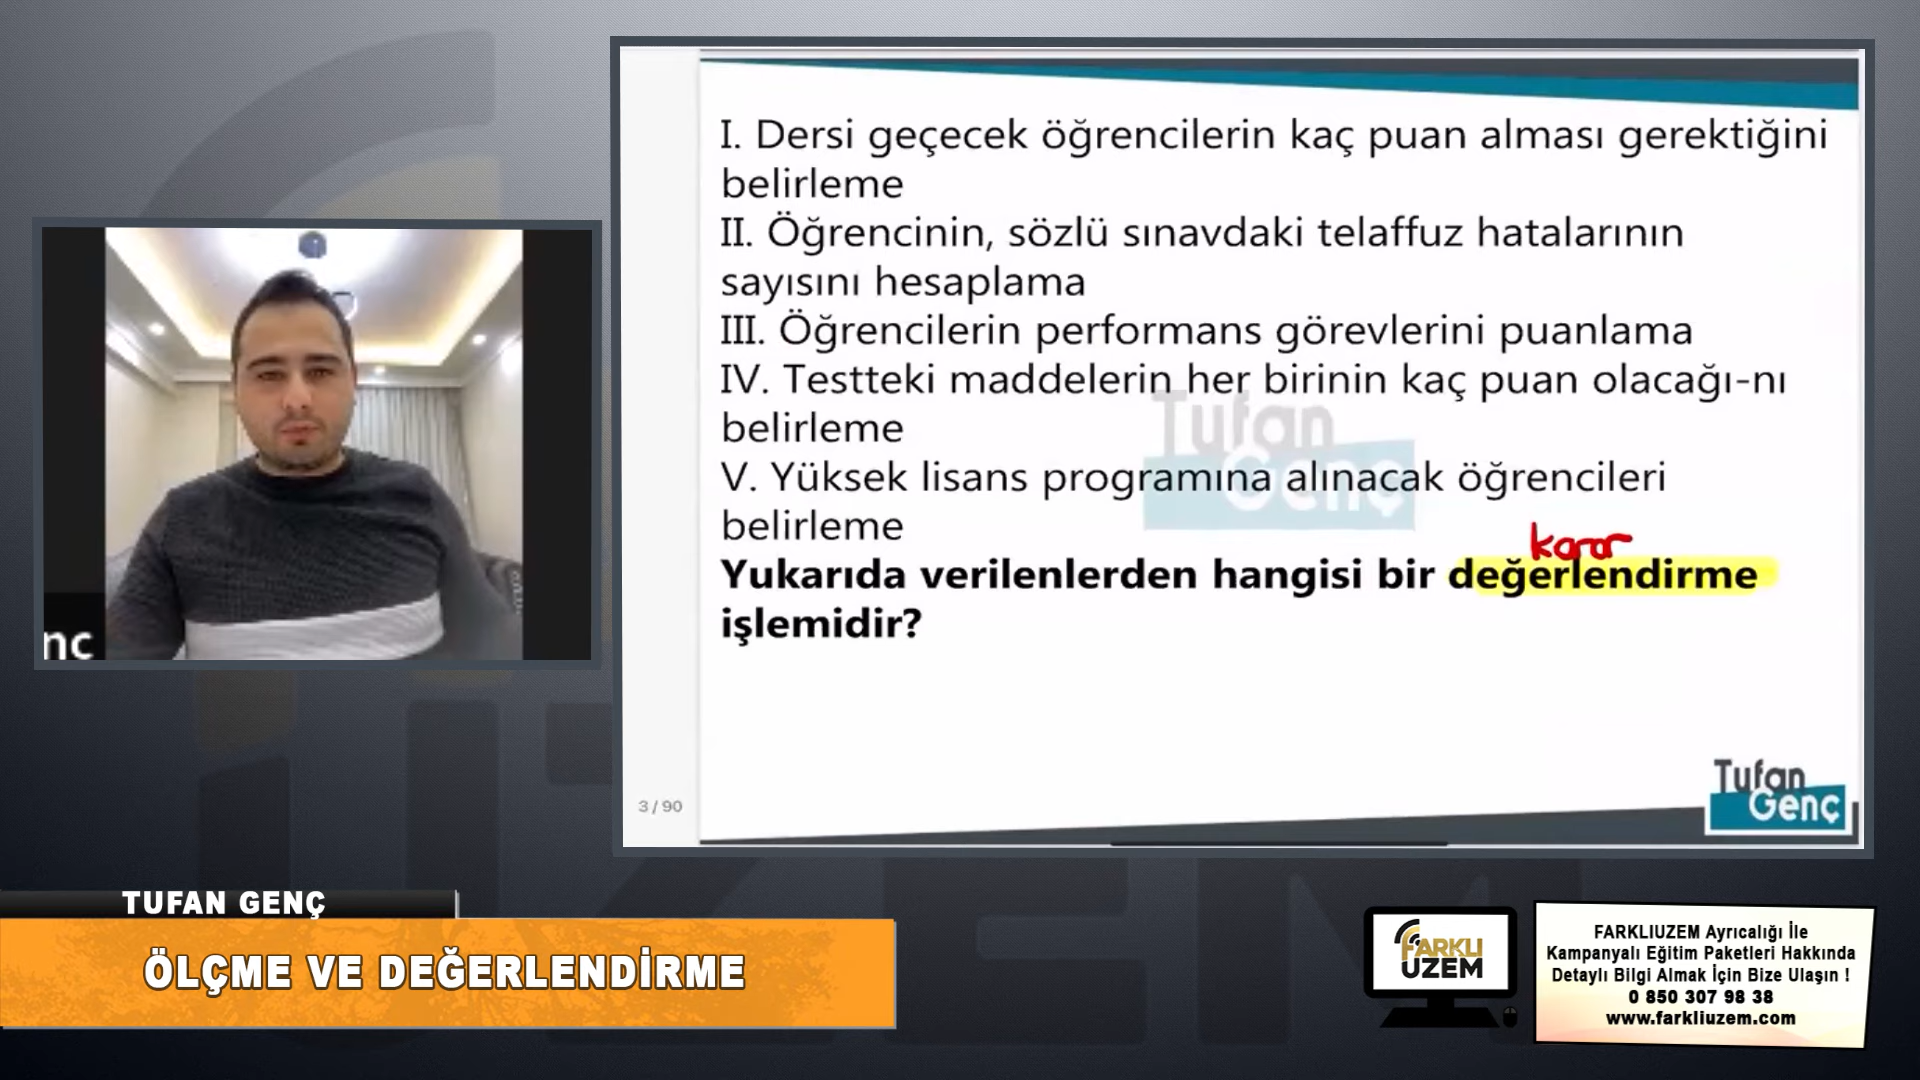 I. Dersi geçecek öğrencilerin kaç puan alması gerektiğini
belirleme
II. Öğrencinin, sözlü sınavdaki telaffuz hatalarının
sayısını hesaplama
III. Öğrencilerin performans görevlerini puanlama
IV. Testteki maddelerin her birinin kaç puan olacağı-nı
belirleme
V. Yüksek lisans programına alınacak öğrencileri
belirleme
karar
Yukarıda verilenlerden hangisi bir değerlendirme
işlemidir?
Tufan
Genç
3 / 90
Tufan
Genç
nç
TUFAN GENÇ
ÖLÇME VE DEĞERLENDİRME
FARKLI
UZEM
FARKLIUZEM Ayrıcalığı İle
Kampanyalı Eğitim Paketleri Hakkında
Detaylı Bilgi Almak İçin Bize Ulaşın !
0 850 307 98 38
www.farkliuzem.com
UZEM